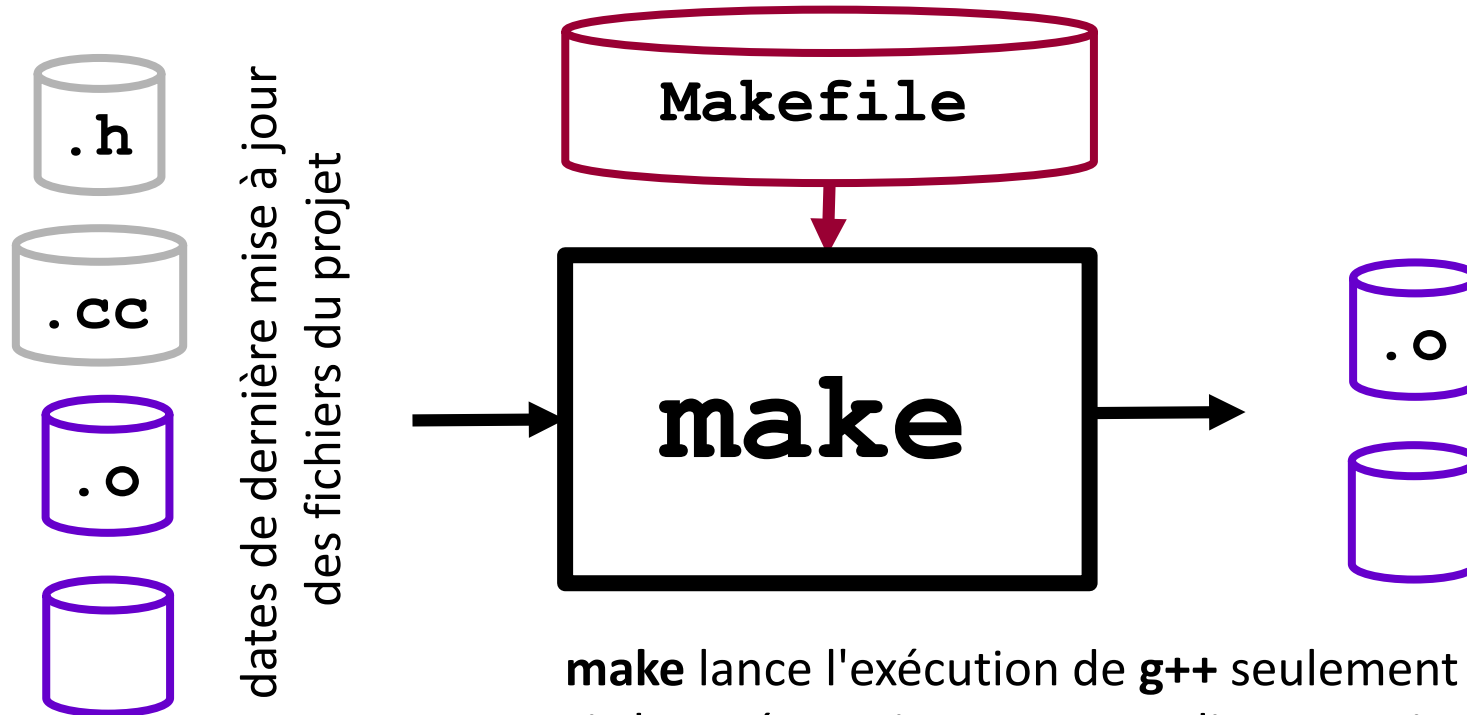 Makefile
.h
.cc
.o
dates de dernière mise à jour
des fichiers du projet
make
.o
make lance l'exécution de g++ seulement